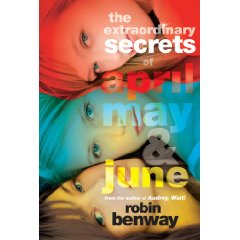 the
extraordinary
secrets
of
april
may
&
june
from the author of Audrey, Wait!
robin
benway